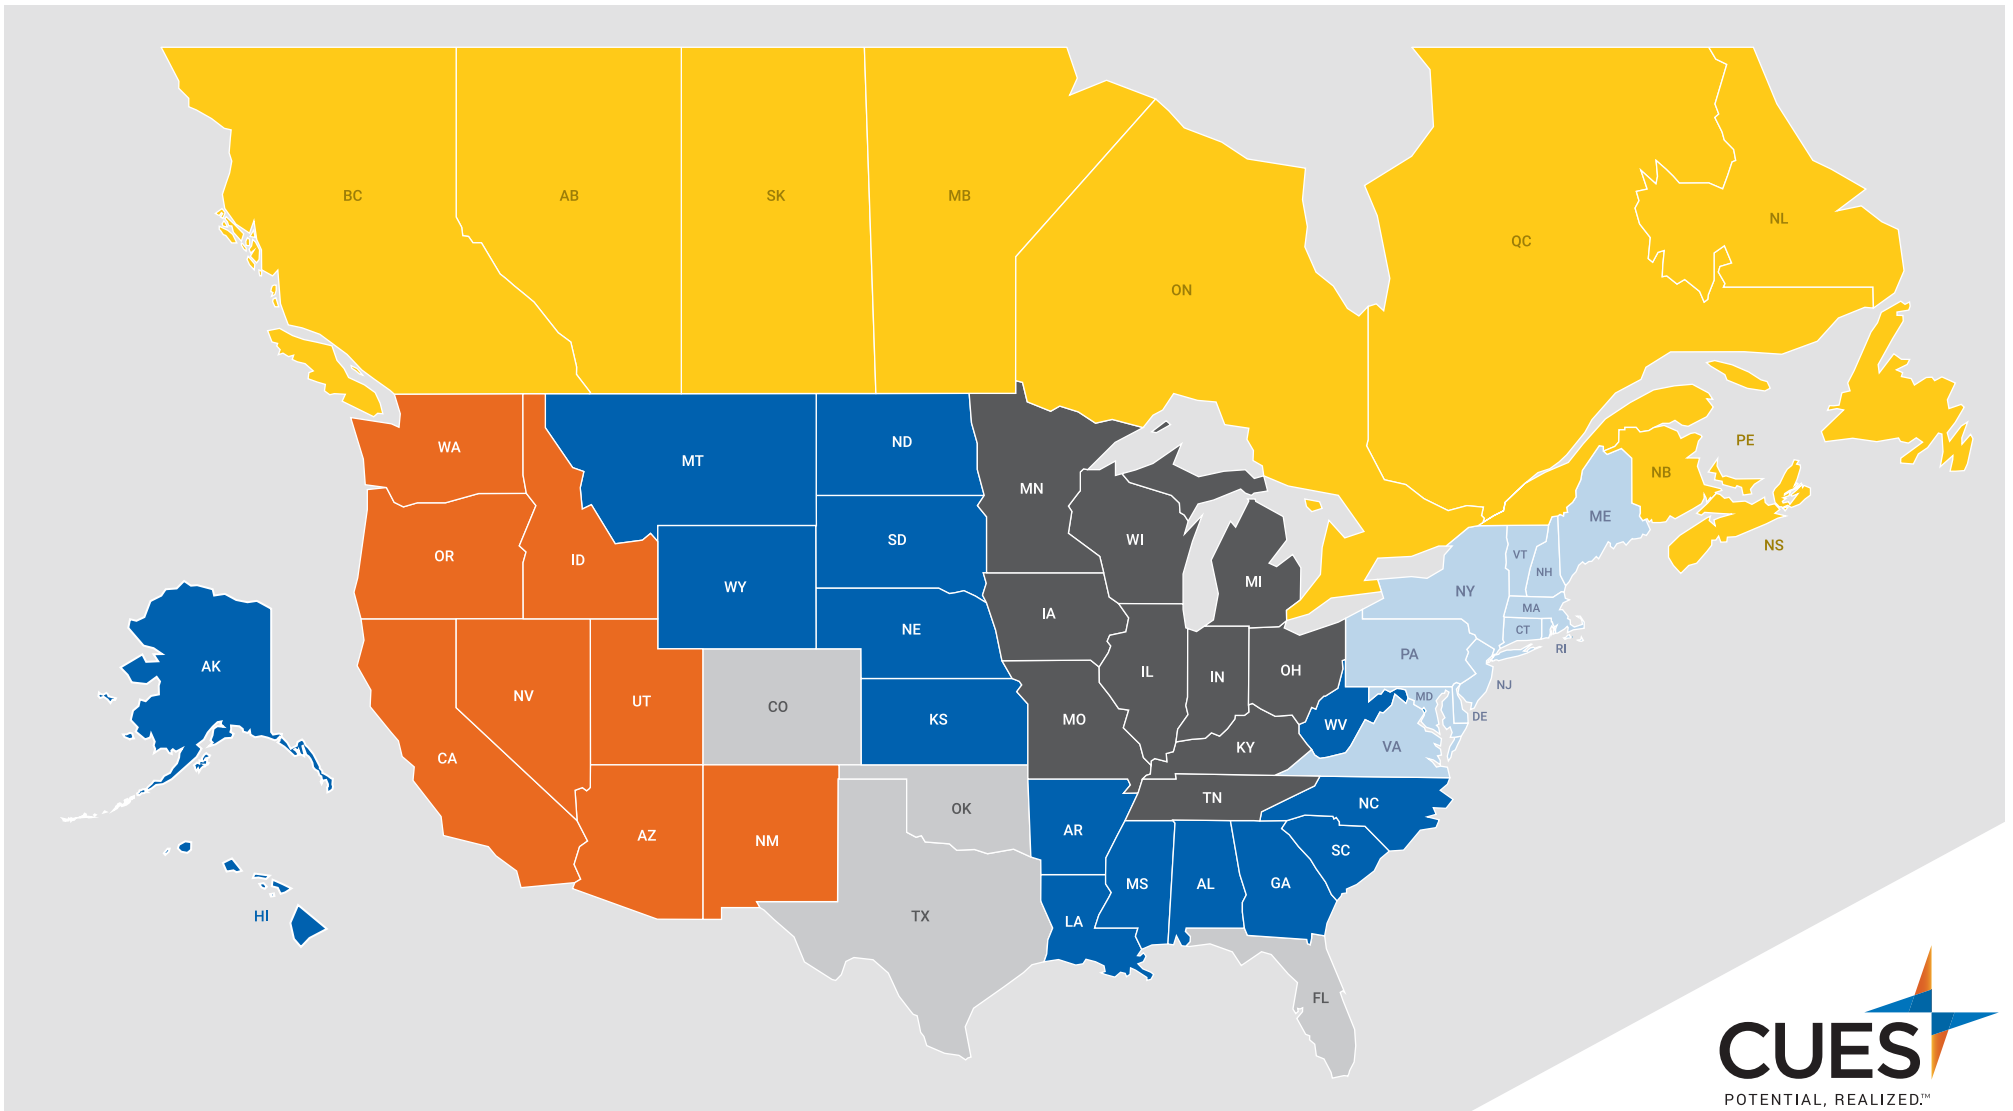 BC
AB
SK
MB
ON
QC
NL
PE
NB
NS
WA
MT
ND
MN
ME
OR
ID
WY
SD
WI
MI
NY
VT
NH
MA
CT
RI
AK
NV
UT
CO
NE
KS
IA
IL
IN
OH
PA
NJ
MD
DE
CA
MO
KY
WV
VA
AZ
NM
OK
AR
TN
NC
SC
HI
TX
LA
MS
AL
GA
FL
CUES
POTENTIAL, REALIZED.™